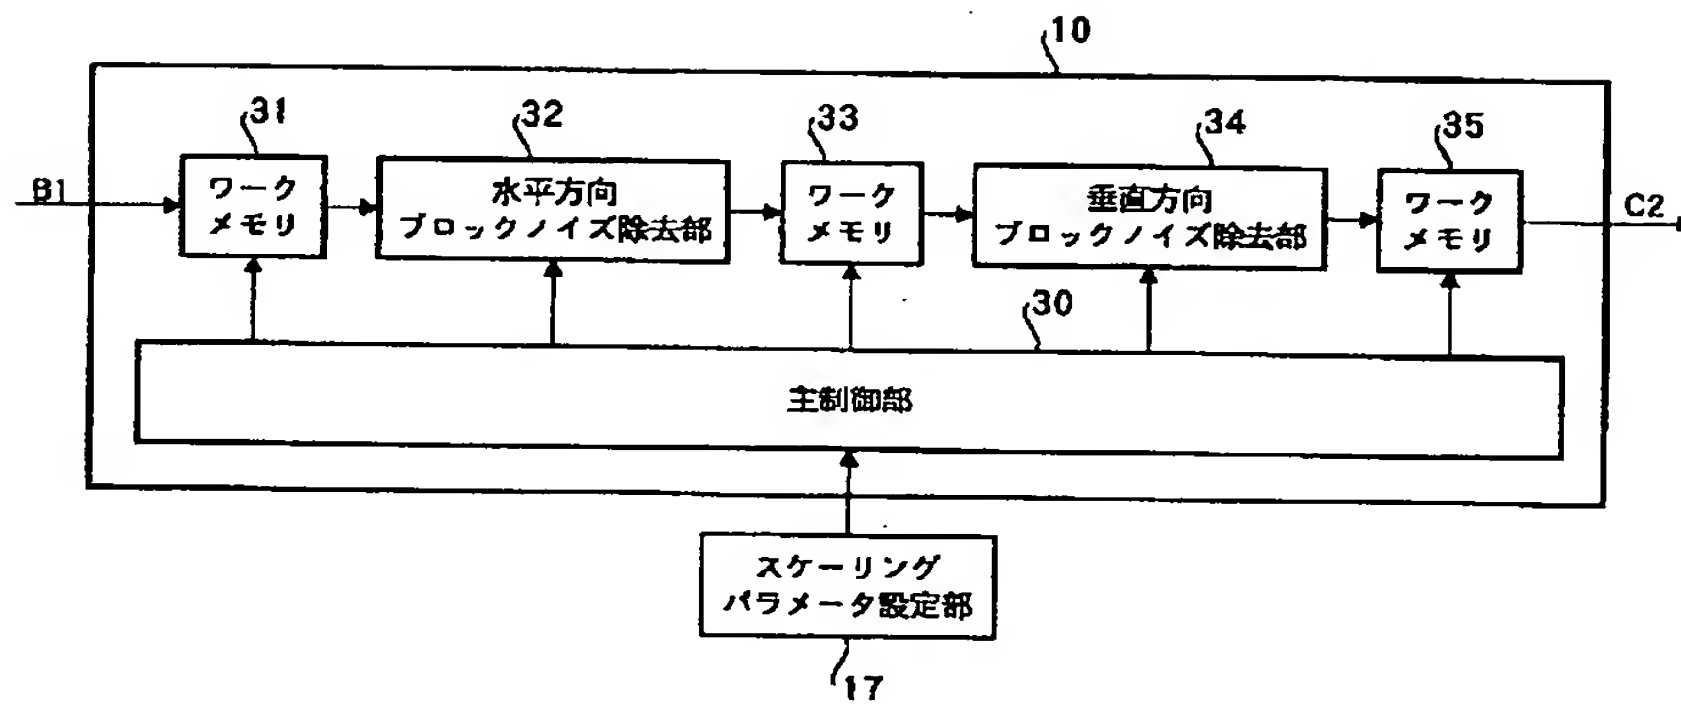 10
31
32
33
34
35
B1
ワーク
メモリ
水平方向
ブロックノイズ除去部
ワーク
メモリ
垂直方向
ブロックノイズ除去部
ワーク
メモリ
C2
30
主制御部
スケーリング
パラメータ設定部
17